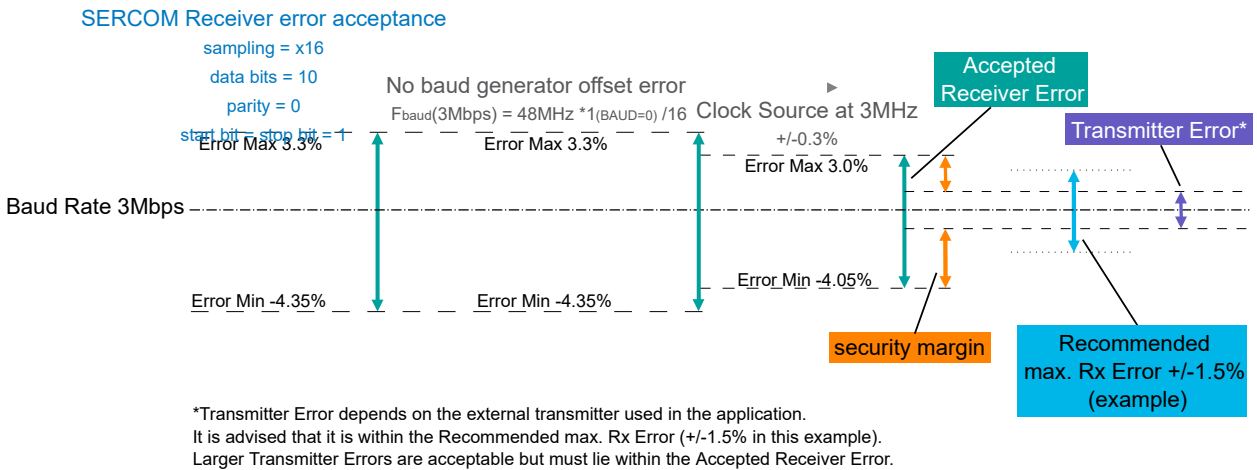 SERCOM Receiver error acceptance
sampling = x16
data bits = 10
parity = 0
start bit = stop bit = 1
No baud generator offset error
Fbaud(3Mbps) = 48MHz *1(BAUD=0) /16
Clock Source at 3MHz
+/-0.3%
Accepted
Receiver Error
Transmitter Error*
Error Max 3.3%
Error Max 3.3%
Error Max 3.0%
Baud Rate 3Mbps
Error Min -4.35%
Error Min -4.35%
Error Min -4.05%
security margin
Recommended
max. Rx Error +/-1.5%
(example)
*Transmitter Error depends on the external transmitter used in the application.
It is advised that it is within the Recommended max. Rx Error (+/-1.5% in this example).
Larger Transmitter Errors are acceptable but must lie within the Accepted Receiver Error.